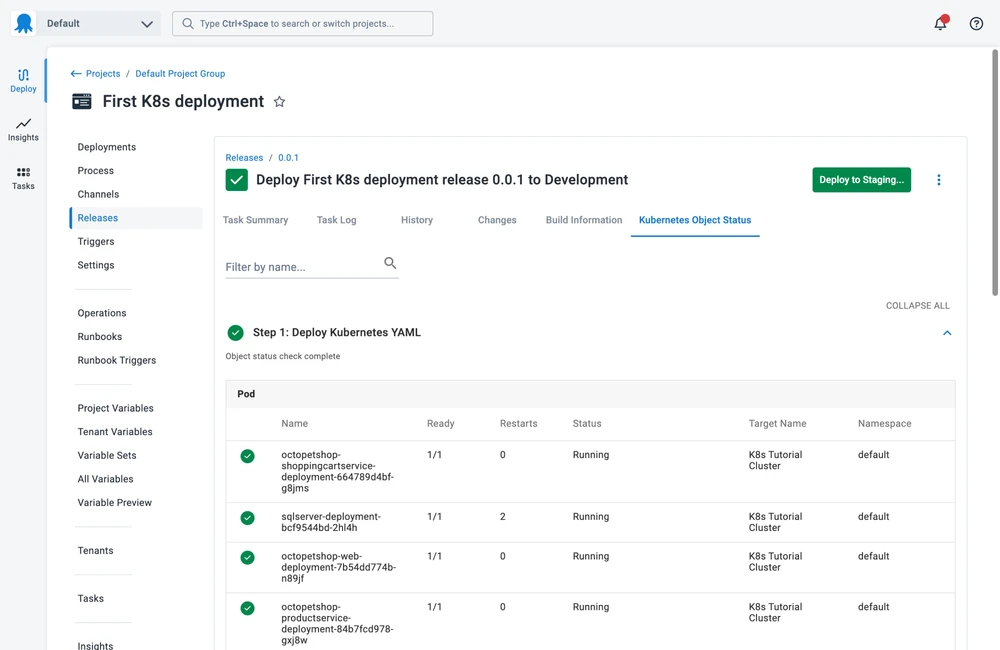 Default
Type Ctrl+Space to search or switch projects...
Deploy
Insights
Tasks
Projects / Default Project Group
First K8s deployment
Deployments
Process
Channels
Releases
Triggers
Settings
Operations
Runbooks
Runbook Triggers
Project Variables
Tenant Variables
Variable Sets
All Variables
Variable Preview
Tenants
Tasks
Insights
Releases / 0.0.1
Deploy First K8s deployment release 0.0.1 to Development
Deploy to Staging...
Task Summary Task Log History Changes Build Information Kubernetes Object Status
Filter by name...
COLLAPSE ALL
Step 1: Deploy Kubernetes YAML
Object status check complete
Pod
Name Ready Restarts Status Target Name Namespace
octopetshop- 1/1 0 Running K8s Tutorial default
shoppingcartservice- Cluster
deployment-664789d4bf-
g8jms
sqlserver-deployment- 1/1 2 Running K8s Tutorial default
bcf9544bd-2hl4h Cluster
octopetshop-web- 1/1 0 Running K8s Tutorial default
deployment-7b54dd774b- Cluster
n89jf
octopetshop- 1/1 0 Running K8s Tutorial default
productservice- Cluster
deployment-84b7fcd978-
gxj8w